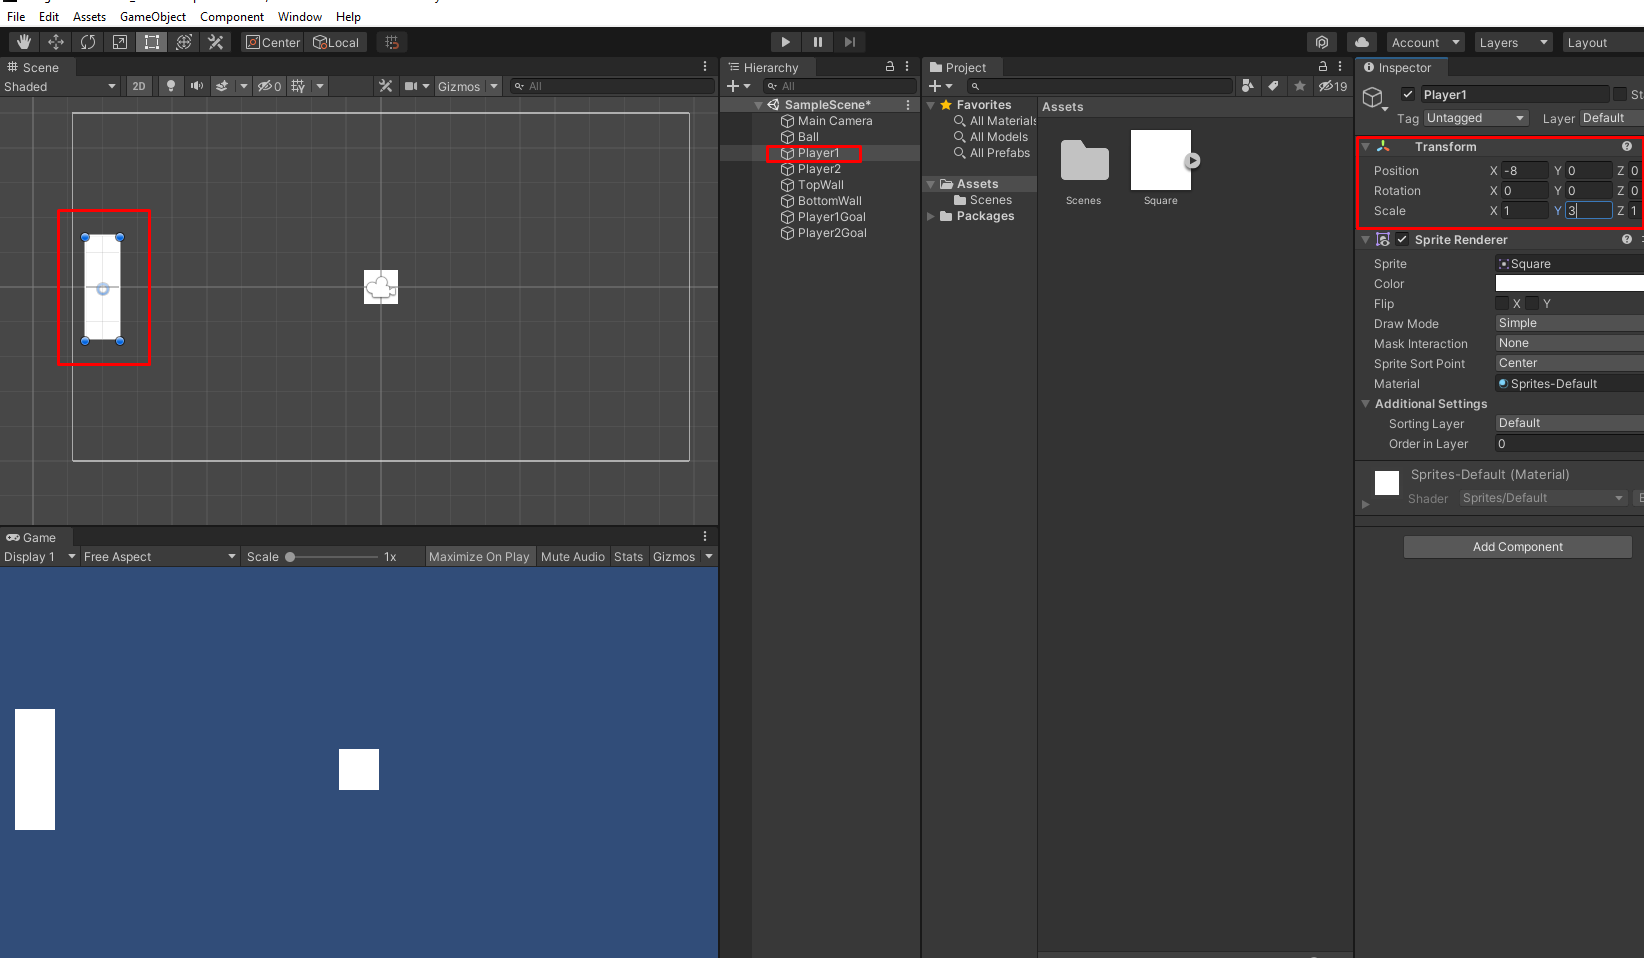 File Edit Assets GameObject Component Window Help
Center Local Account Layers Layout
Scene
Shaded 2D 0 Gizmos All
Hierarchy
All
SampleScene*
Main Camera
Ball
Player1
Player2
TopWall
BottomWall
Player1Goal
Player2Goal
Project
19
Favorites
All Materials
All Models
All Prefabs
Assets
Scenes
Packages
Assets
Scenes Square
Inspector
Player1 St
Tag Untagged Layer Default
Transform
Position X -8 Y 0 Z 0
Rotation X 0 Y 0 Z 0
Scale X 1 Y 3 Z 1
Sprite Renderer
Sprite Square
Color
Flip X Y
Draw Mode Simple
Mask Interaction None
Sprite Sort Point Center
Material Sprites-Default
Additional Settings
Sorting Layer Default
Order in Layer 0
Sprites-Default (Material)
Shader Sprites/Default E
Add Component
Game
Display 1 Free Aspect Scale 1x Maximize On Play Mute Audio Stats Gizmos